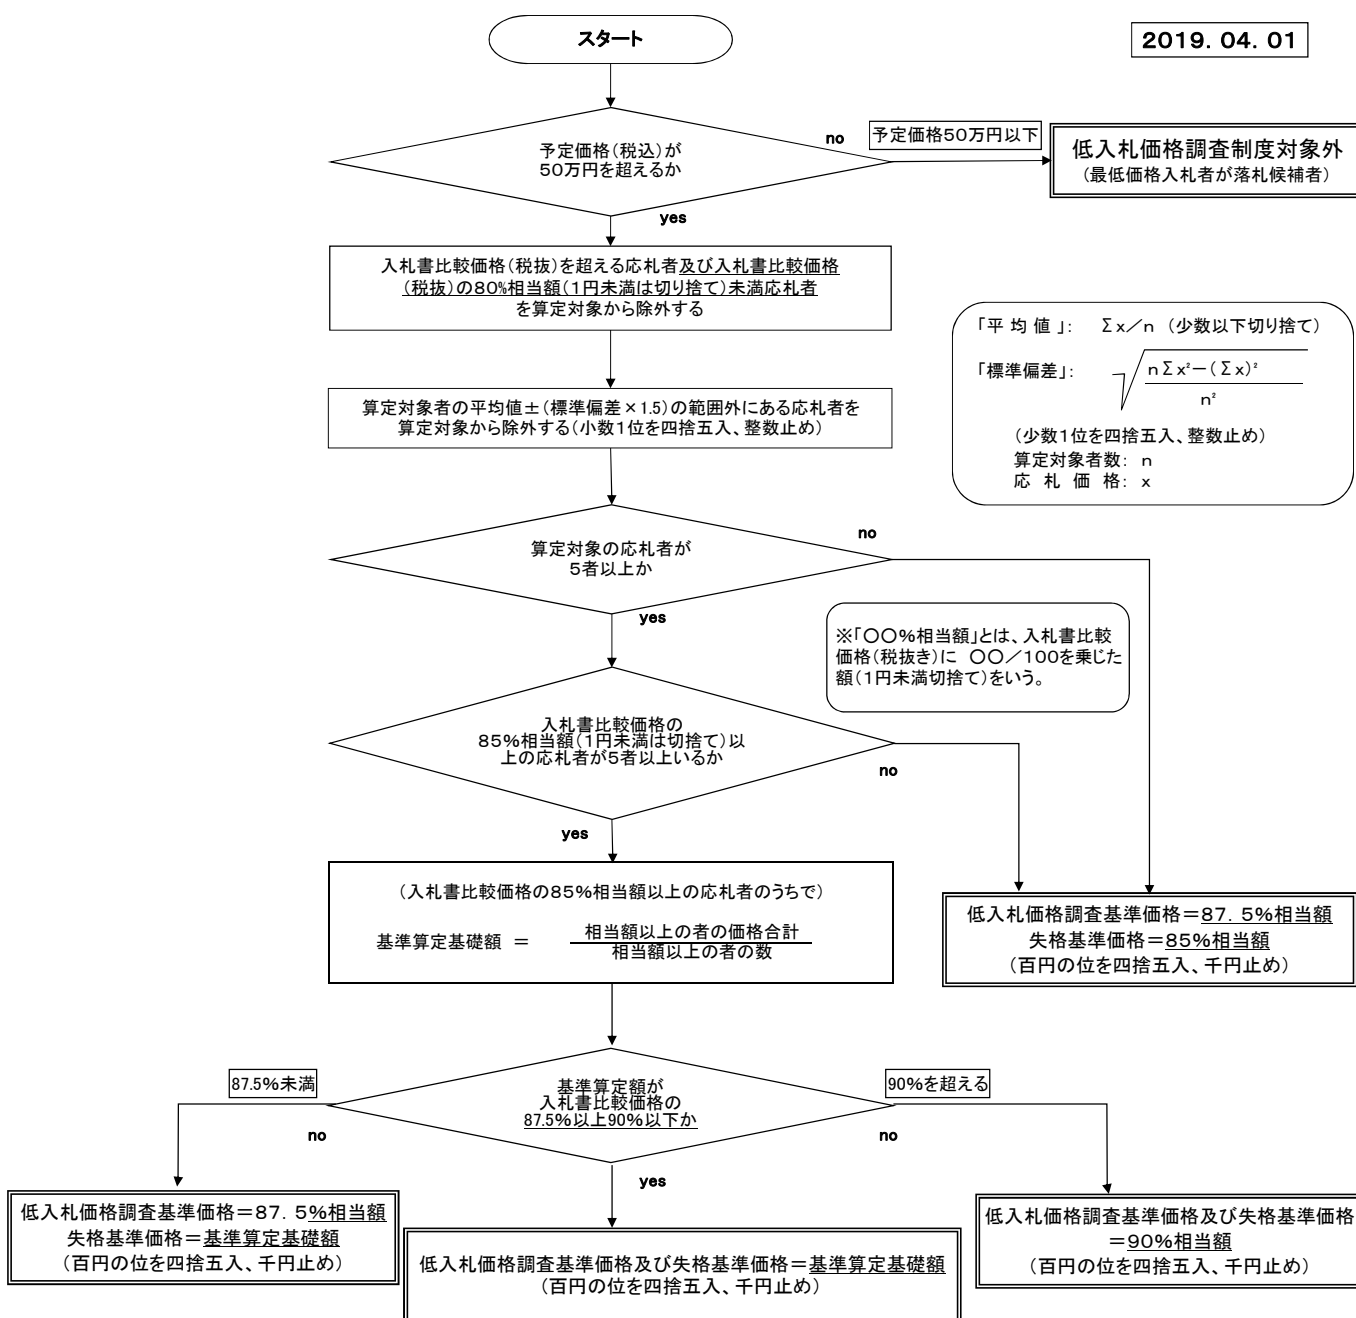 スタート
2019. 04. 01
予定価格（税込）が
50万円を超えるか
no
予定価格50万円以下
低入札価格調査制度対象外
（最低価格入札者が落札候補者）
yes
入札書比較価格（税抜）を超える応札者及び入札書比較価格
（税抜）の80%相当額（1円未満は切り捨て）未満応札者
を算定対象から除外する
「平 均 値 」： Σx／n （少数以下切り捨て）
「標準偏差」： √ nΣx²－(Σx)²
n²
（少数1位を四捨五入、整数止め）
算定対象者数： n
応 札 価 格： x
算定対象者の平均値±（標準偏差×1.5）の範囲外にある応札者を
算定対象から除外する（小数1位を四捨五入、整数止め）
算定対象の応札者が
5者以上か
no
yes
※「〇〇%相当額」とは、入札書比較
価格（税抜き）に 〇〇／100を乗じた
額（1円未満切捨て）をいう。
入札書比較価格の
85%相当額（1円未満は切捨て）以
上の応札者が5者以上いるか
no
yes
（入札書比較価格の85%相当額以上の応札者のうちで）
基準算定基礎額 ＝ 相当額以上の者の価格合計
相当額以上の者の数
低入札価格調査基準価格＝87. 5%相当額
失格基準価格＝85%相当額
（百円の位を四捨五入、千円止め）
87.5%未満
基準算定額が
入札書比較価格の
87.5%以上90%以下か
90%を超える
no
no
yes
低入札価格調査基準価格＝87. 5%相当額
失格基準価格＝基準算定基礎額
（百円の位を四捨五入、千円止め）
低入札価格調査基準価格及び失格基準価格＝基準算定基礎額
（百円の位を四捨五入、千円止め）
低入札価格調査基準価格及び失格基準価格
＝90%相当額
（百円の位を四捨五入、千円止め）